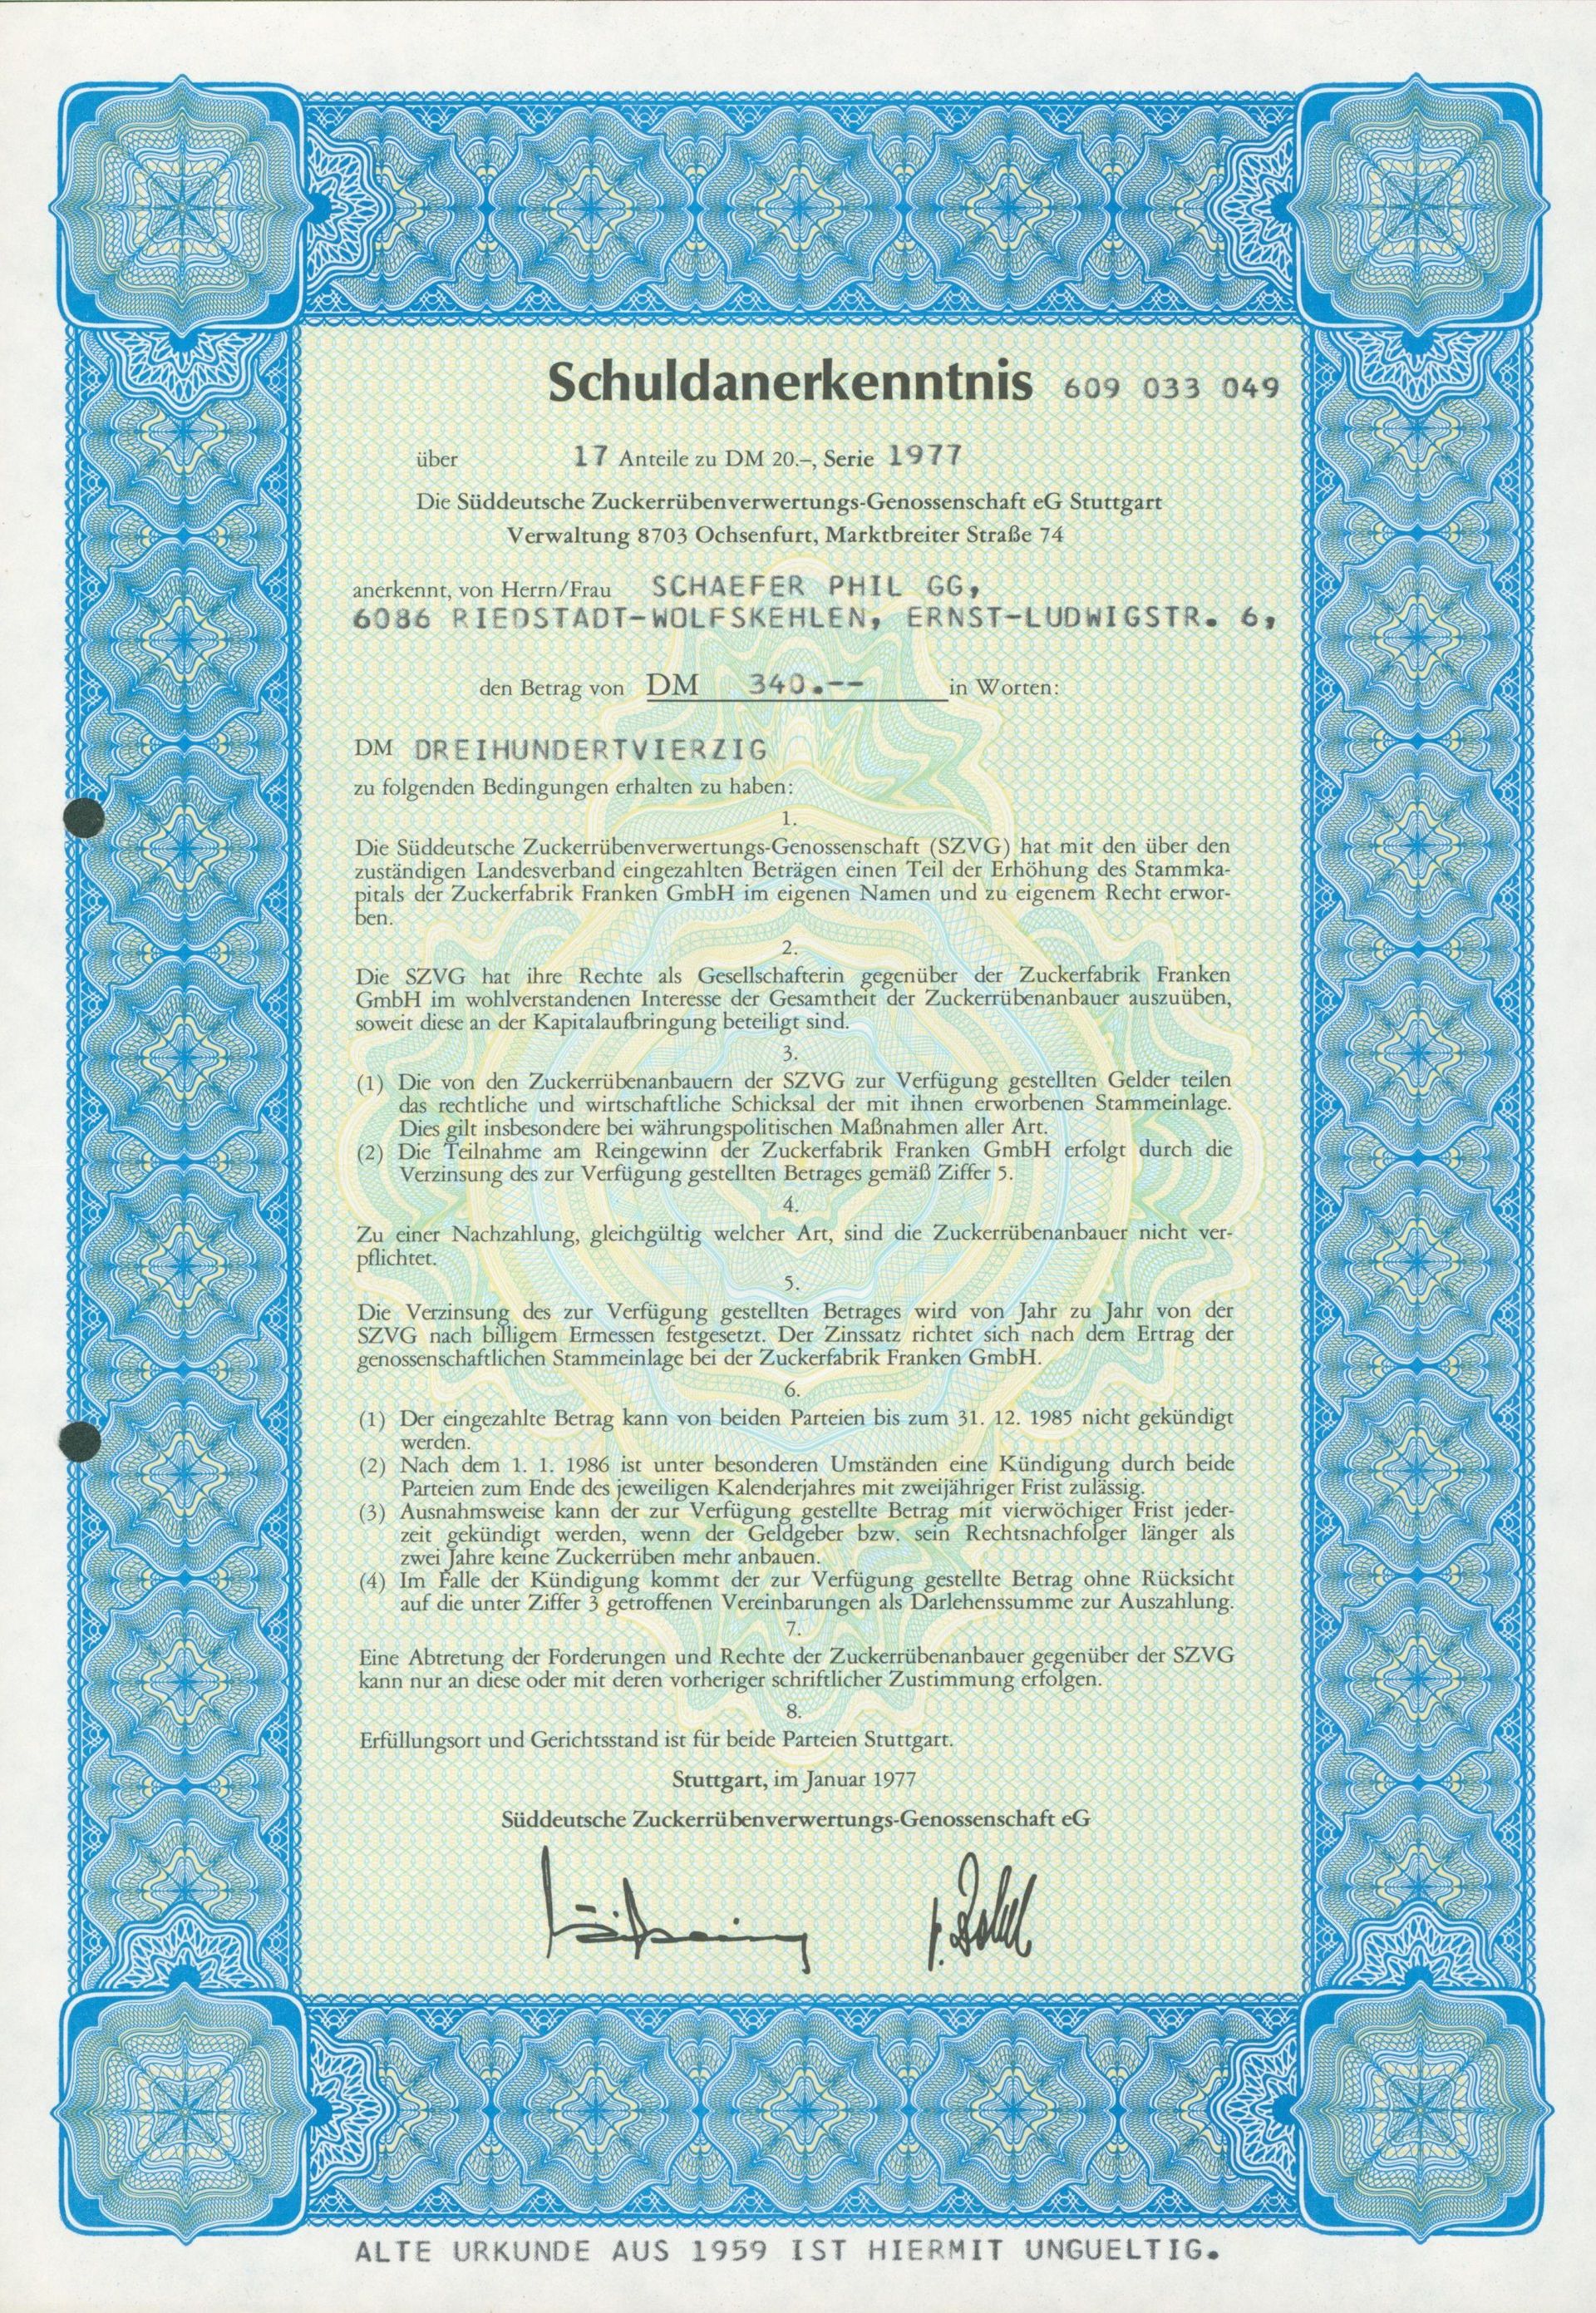 Schuldanerkenntnis 609 033 049
über 17 Anteile zu DM 20.–, Serie 1977
Die Süddeutsche Zuckerrübenverwertungs-Genossenschaft eG Stuttgart
Verwaltung 8703 Ochsenfurt, Marktbreiter Straße 74
anerkennt, von Herrn/Frau SCHAEFER PHIL GG,
6086 RIEDSTADT-WOLFSKEHLEN, ERNST-LUDWIGSTR. 6,
den Betrag von DM 340.-- in Worten:
DM DREIHUNDERTVIERZIG
zu folgenden Bedingungen erhalten zu haben:
1.
Die Süddeutsche Zuckerrübenverwertungs-Genossenschaft (SZVG) hat mit den über den
zuständigen Landesverband eingezahlten Beträgen einen Teil der Erhöhung des Stammka-
pitals der Zuckerfabrik Franken GmbH im eigenen Namen und zu eigenem Recht erwor-
ben.
2.
Die SZVG hat ihre Rechte als Gesellschafterin gegenüber der Zuckerfabrik Franken
GmbH im wohlverstandenen Interesse der Gesamtheit der Zuckerrübenanbauer auszuüben,
soweit diese an der Kapitalaufbringung beteiligt sind.
3.
(1) Die von den Zuckerrübenanbauern der SZVG zur Verfügung gestellten Gelder teilen
das rechtliche und wirtschaftliche Schicksal der mit ihnen erworbenen Stammeinlage.
Dies gilt insbesondere bei währungspolitischen Maßnahmen aller Art.
(2) Die Teilnahme am Reingewinn der Zuckerfabrik Franken GmbH erfolgt durch die
Verzinsung des zur Verfügung gestellten Betrages gemäß Ziffer 5.
4.
Zu einer Nachzahlung, gleichgültig welcher Art, sind die Zuckerrübenanbauer nicht ver-
pflichtet.
5.
Die Verzinsung des zur Verfügung gestellten Betrages wird von Jahr zu Jahr von der
SZVG nach billigem Ermessen festgesetzt. Der Zinssatz richtet sich nach dem Ertrag der
genossenschaftlichen Stammeinlage bei der Zuckerfabrik Franken GmbH.
6.
(1) Der eingezahlte Betrag kann von beiden Parteien bis zum 31. 12. 1985 nicht gekündigt
werden.
(2) Nach dem 1. 1. 1986 ist unter besonderen Umständen eine Kündigung durch beide
Parteien zum Ende des jeweiligen Kalenderjahres mit zweijähriger Frist zulässig.
(3) Ausnahmsweise kann der zur Verfügung gestellte Betrag mit vierwöchiger Frist jeder-
zeit gekündigt werden, wenn der Geldgeber bzw. sein Rechtsnachfolger länger als
zwei Jahre keine Zuckerrüben mehr anbauen.
(4) Im Falle der Kündigung kommt der zur Verfügung gestellte Betrag ohne Rücksicht
auf die unter Ziffer 3 getroffenen Vereinbarungen als Darlehenssumme zur Auszahlung.
7.
Eine Abtretung der Forderungen und Rechte der Zuckerrübenanbauer gegenüber der SZVG
kann nur an diese oder mit deren vorheriger schriftlicher Zustimmung erfolgen.
8.
Erfüllungsort und Gerichtsstand ist für beide Parteien Stuttgart.
Stuttgart, im Januar 1977
Süddeutsche Zuckerrübenverwertungs-Genossenschaft eG
ALTE URKUNDE AUS 1959 IST HIERMIT UNGUELTIG.